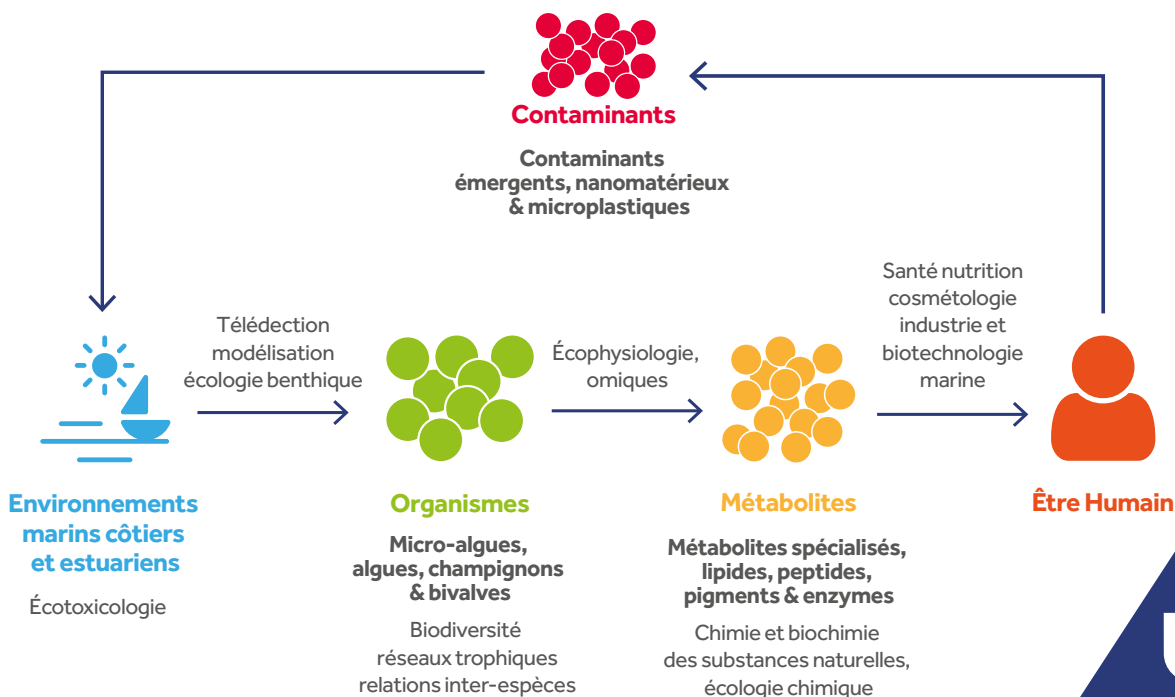 Contaminants
Contaminants
émergents, nanomatérieux
& microplastiques
Télédection
modélisation
écologie benthique
Écophysiologie,
omiques
Santé nutrition
cosmétologie
industrie et
biotechnologie
marine
Environnements
marins côtiers
et estuariens
Écotoxicologie
Organismes
Micro-algues,
algues, champignons
& bivalves
Biodiversité
réseaux trophiques
relations inter-espèces
Métabolites
Métabolites spécialisés,
lipides, peptides,
pigments & enzymes
Chimie et biochimie
des substances naturelles,
écologie chimique
Être Humain